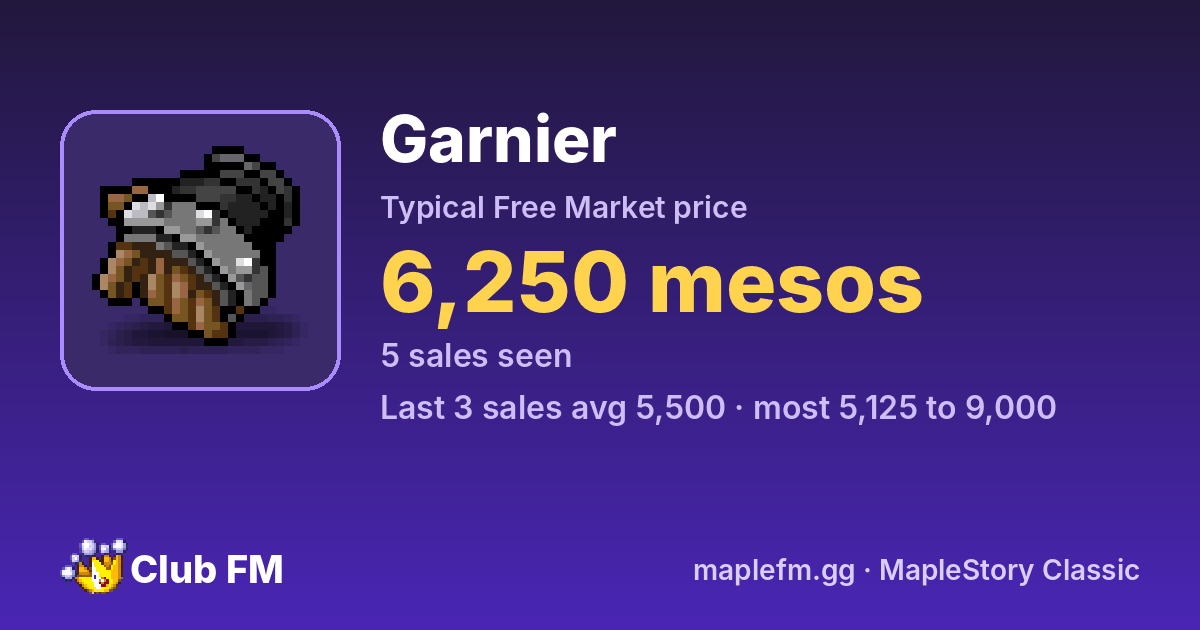 Garnier
Typical Free Market price
6,250 mesos
5 sales seen
Last 3 sales avg 5,500 · most 5,125 to 9,000
Club FM
maplefm.gg · MapleStory Classic